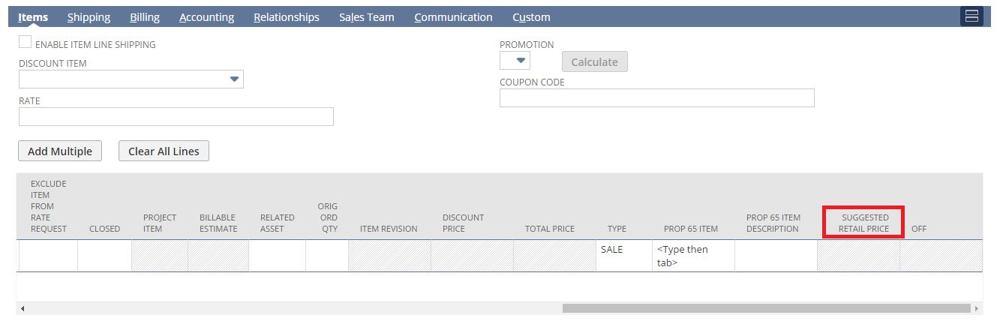 Items Shipping Billing Accounting Relationships Sales Team Communication Custom
ENABLE ITEM LINE SHIPPING
DISCOUNT ITEM
RATE
PROMOTION
Calculate
COUPON CODE
Add Multiple Clear All Lines
EXCLUDE
ITEM
FROM
RATE
REQUEST
CLOSED
PROJECT
ITEM
BILLABLE
ESTIMATE
RELATED
ASSET
ORIG
ORD
QTY
ITEM REVISION
DISCOUNT
PRICE
TOTAL PRICE
TYPE
PROP 65 ITEM
PROP 65 ITEM
DESCRIPTION
SUGGESTED
RETAIL PRICE
OFF
SALE
<Type then
tab>